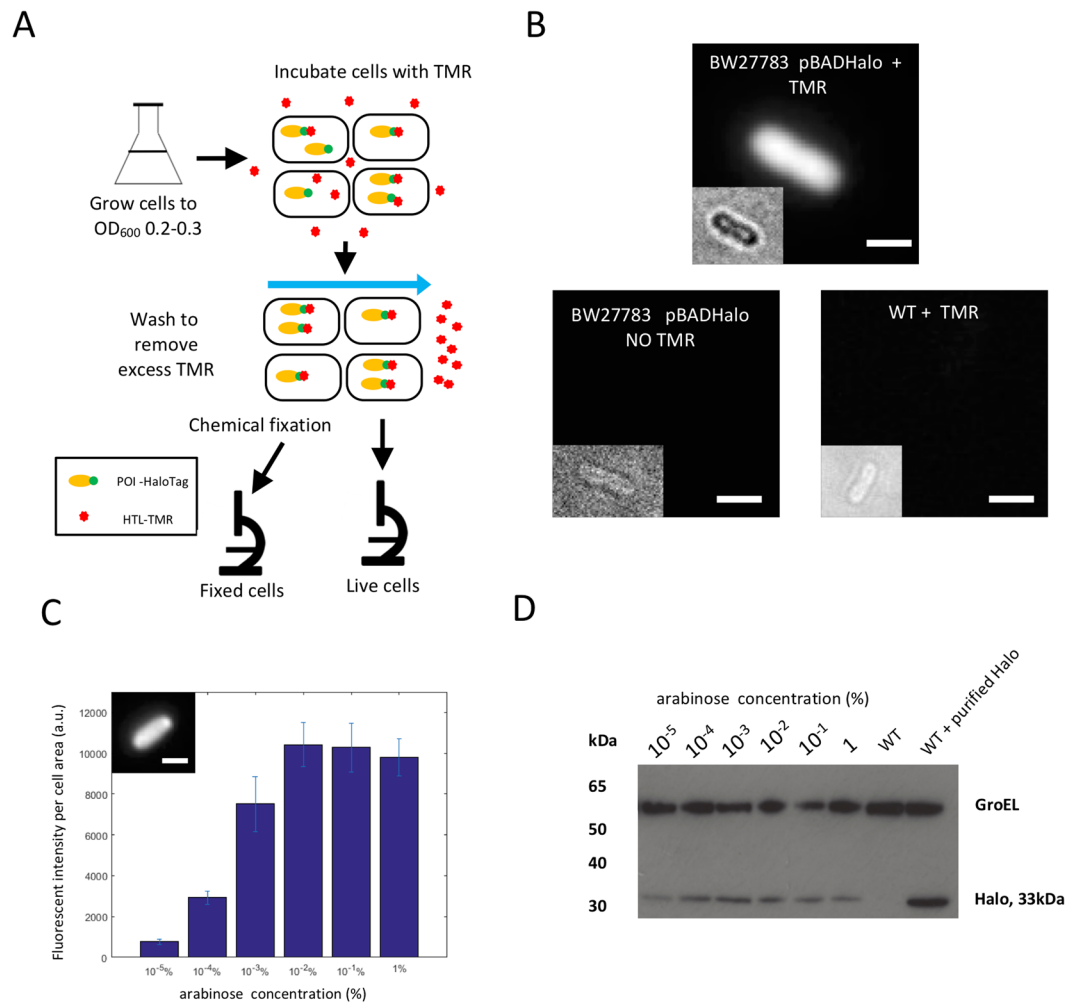 A
Incubate cells with TMR
Grow cells to
OD600 0.2-0.3
Wash to
remove
excess TMR
Chemical fixation
POI -HaloTag
HTL-TMR
Fixed cells
Live cells
B
BW27783 pBADHalo +
TMR
BW27783 pBADHalo
NO TMR
WT + TMR
C
Fluorescent intensity per cell area (a.u.)
12000
10000
8000
6000
4000
2000
0
10-5% 10-4% 10-3% 10-2% 10-1% 1%
arabinose concentration (%)
D
arabinose concentration (%)
kDa
10-5 10-4 10-3 10-2 10-1 1 WT WT + purified Halo
65
50
40
30
GroEL
Halo, 33kDa